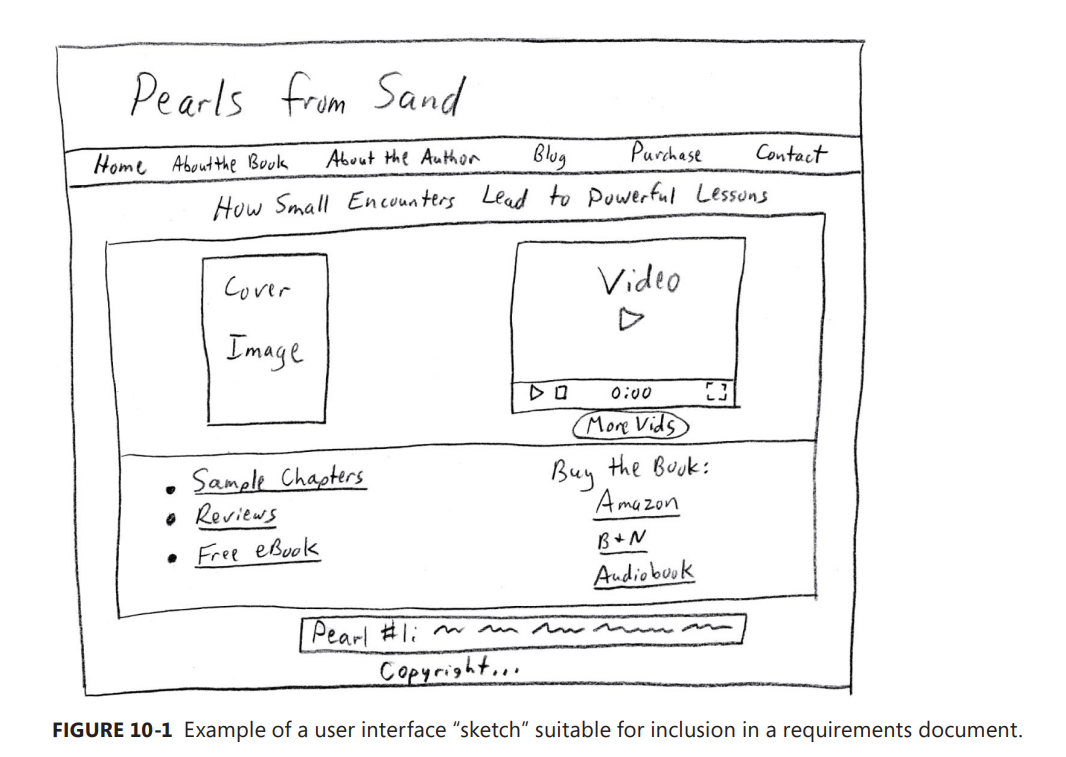 Pearls from Sand
Home About the Book About the Author Blog Purchase Contact
How Small Encounters Lead to Powerful Lessons
Cover
Image
Video
0:00
More Vids
• Sample Chapters
• Reviews
• Free eBook
Buy the Book:
Amazon
B+N
Audiobook
Pearl #1:
Copyright...
FIGURE 10-1 Example of a user interface “sketch” suitable for inclusion in a requirements document.